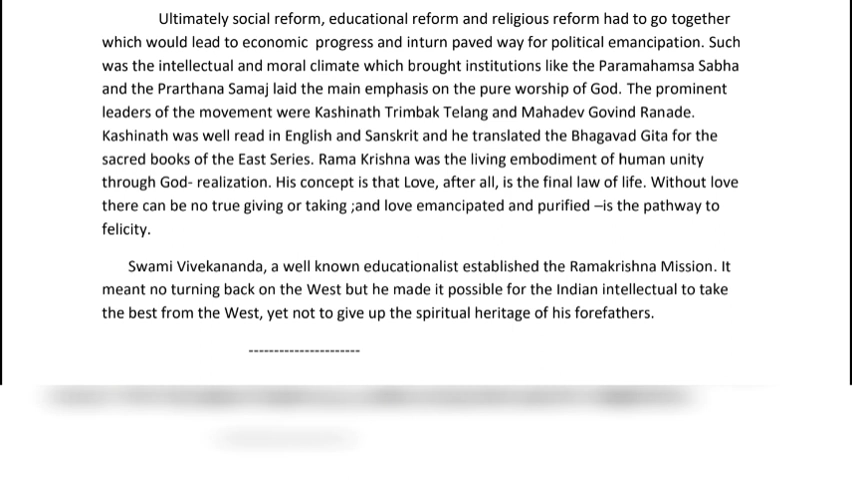 Ultimately social reform, educational reform and religious reform had to go together
which would lead to economic  progress and inturn paved way for political emancipation. Such
was the intellectual and moral climate which brought institutions like the Paramahamsa Sabha
and the Prarthana Samaj laid the main emphasis on the pure worship of God. The prominent
leaders of the movement were Kashinath Trimbak Telang and Mahadev Govind Ranade.
Kashinath was well read in English and Sanskrit and he translated the Bhagavad Gita for the
sacred books of the East Series. Rama Krishna was the living embodiment of human unity
through God- realization. His concept is that Love, after all, is the final law of life. Without love
there can be no true giving or taking ;and love emancipated and purified –is the pathway to
felicity.
Swami Vivekananda, a well known educationalist established the Ramakrishna Mission. It
meant no turning back on the West but he made it possible for the Indian intellectual to take
the best from the West, yet not to give up the spiritual heritage of his forefathers.
----------------------